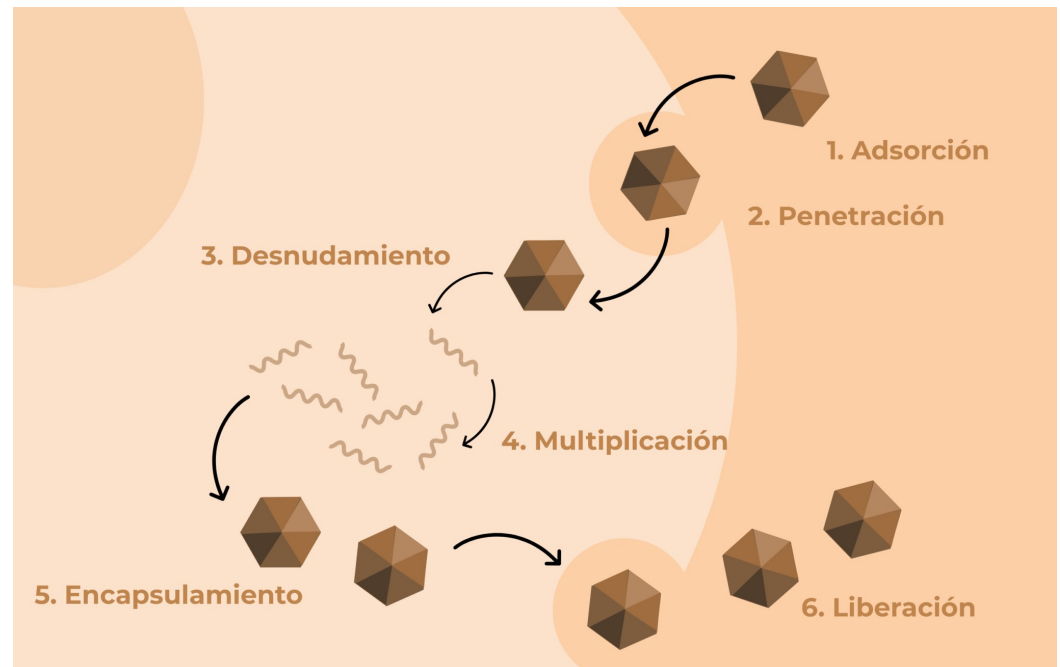 1. Adsorción
2. Penetración
3. Desnudamiento
4. Multiplicación
5. Encapsulamiento
6. Liberación